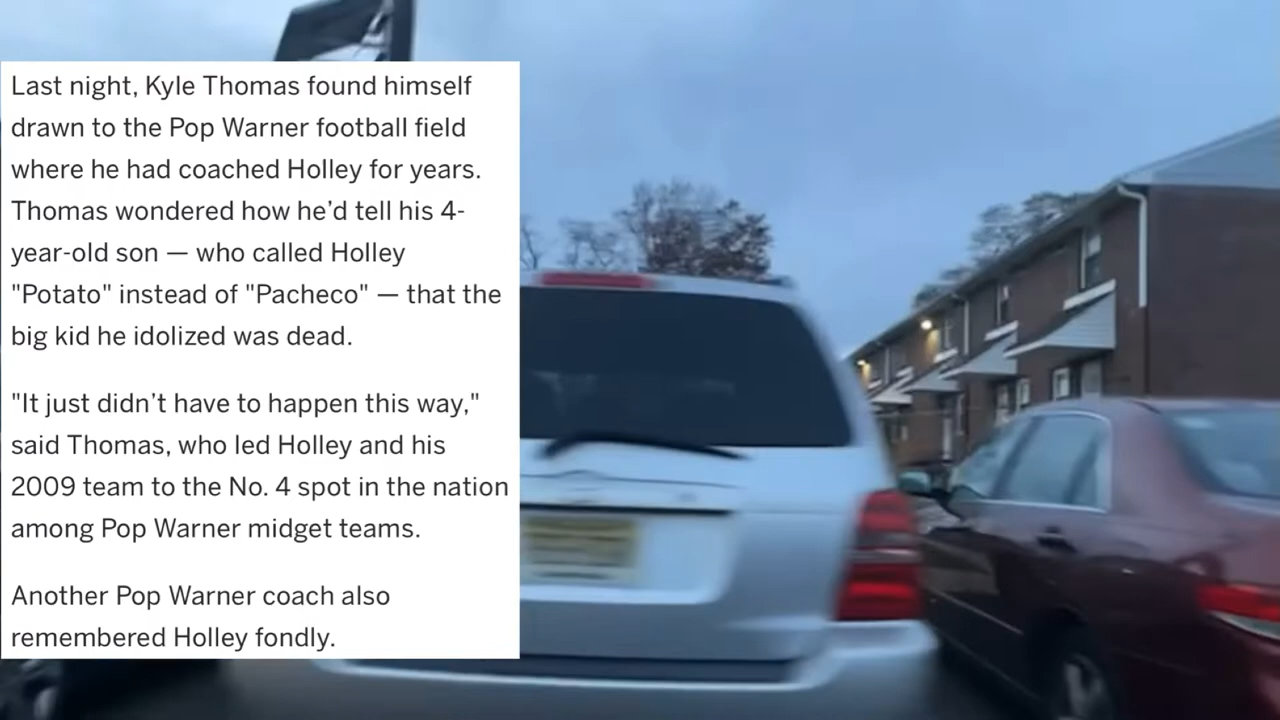 Last night, Kyle Thomas found himself
drawn to the Pop Warner football field
where he had coached Holley for years.
Thomas wondered how he’d tell his 4-
year-old son — who called Holley
"Potato" instead of "Pacheco" — that the
big kid he idolized was dead.
"It just didn’t have to happen this way,"
said Thomas, who led Holley and his
2009 team to the No. 4 spot in the nation
among Pop Warner midget teams.
Another Pop Warner coach also
remembered Holley fondly.